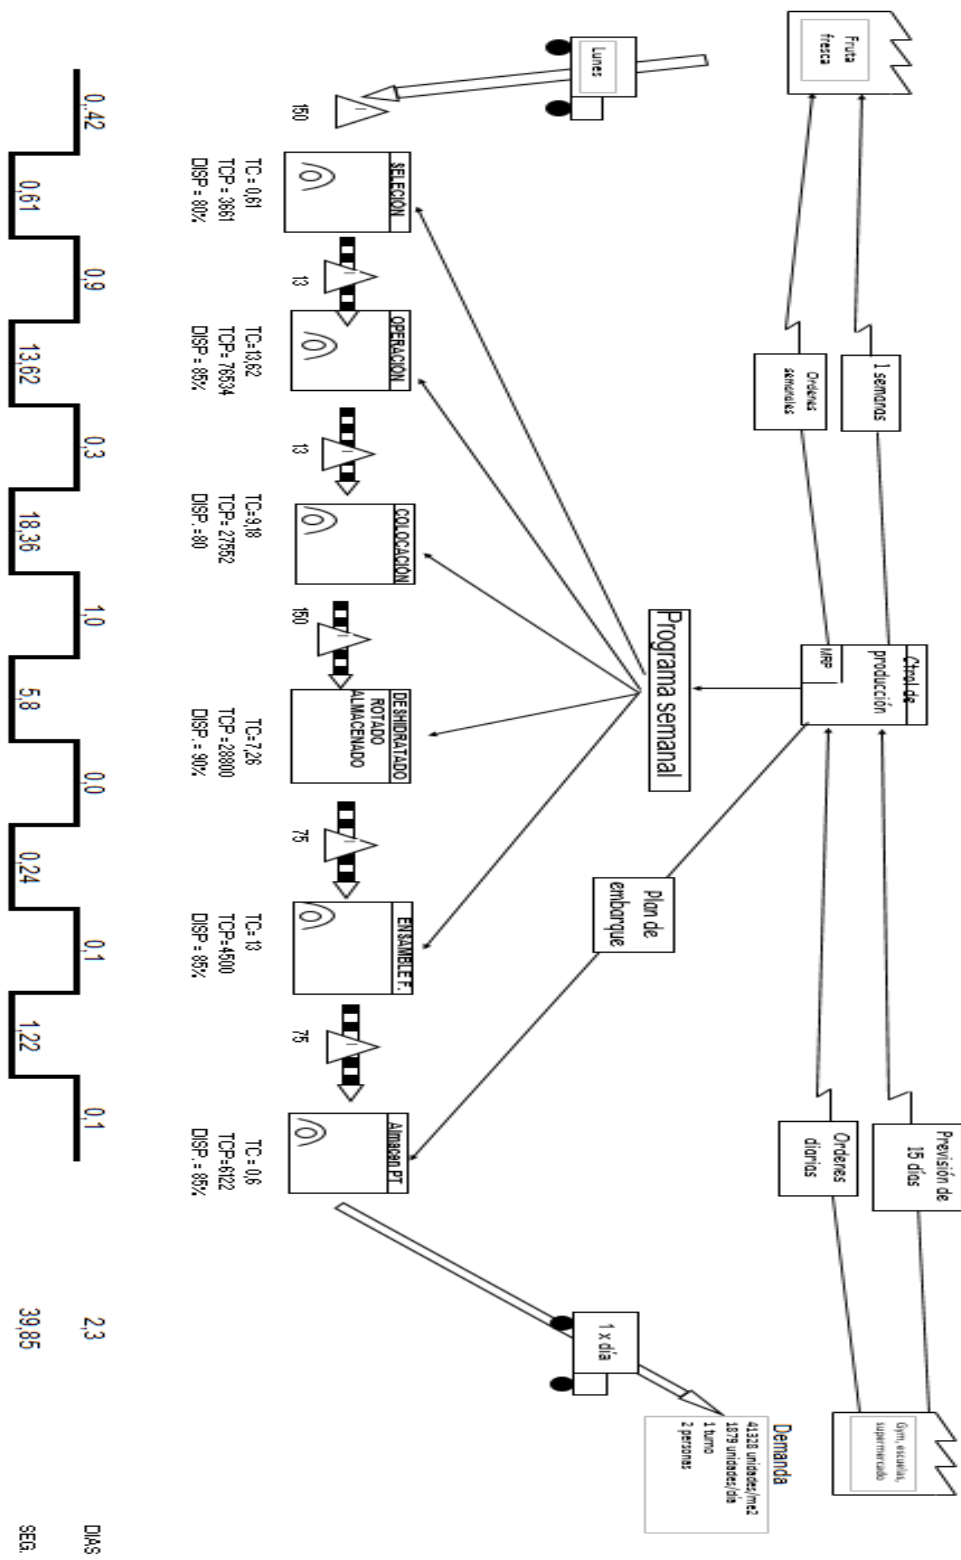 Fruta
fresca
1 semanas
Ordenes
semanales
Ctrol de
producción
MRP
Previsión de
15 días
Ordenes
diarias
Gym, escuelas,
supermercado
Lunes
Programa semanal
Plan de
embarque
1 x día
Demanda
41328 unidades/me2
1879 unidades/dia
1 turno
2 personas
I
150
SELECIÓN
TC = 0,61
TCP = 3661
DISP = 80%
I
13
OPERACIÓN
TC=13,62
TCP= 76534
DISP = 85%
I
13
COLOCACIÓN
TC=9,18
TCP= 27552
DISP. =80
I
150
DESHIDRATADO
ROTADO
ALMACENADO
TC=7,26
TCP =28800
DISP. = 90%
I
75
ENSAMBLE F.
TC= 13
TCP=4500
DISP. = 85%
I
75
Almacen PT
TC = 0,6
TCP=6122
DISP. = 85%
0,.42
0,9
0,3
1,0
0,0
0,1
0,1
2,3
DIAS
0,61
13,62
18,36
5,8
0,24
1,22
39,85
SEG.